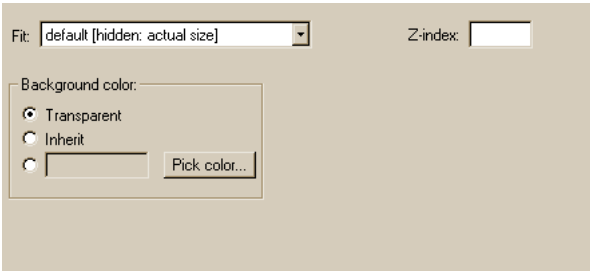 Fit: default [hidden: actual size] Z-index:
Background color:
Transparent
Inherit
Pick color...